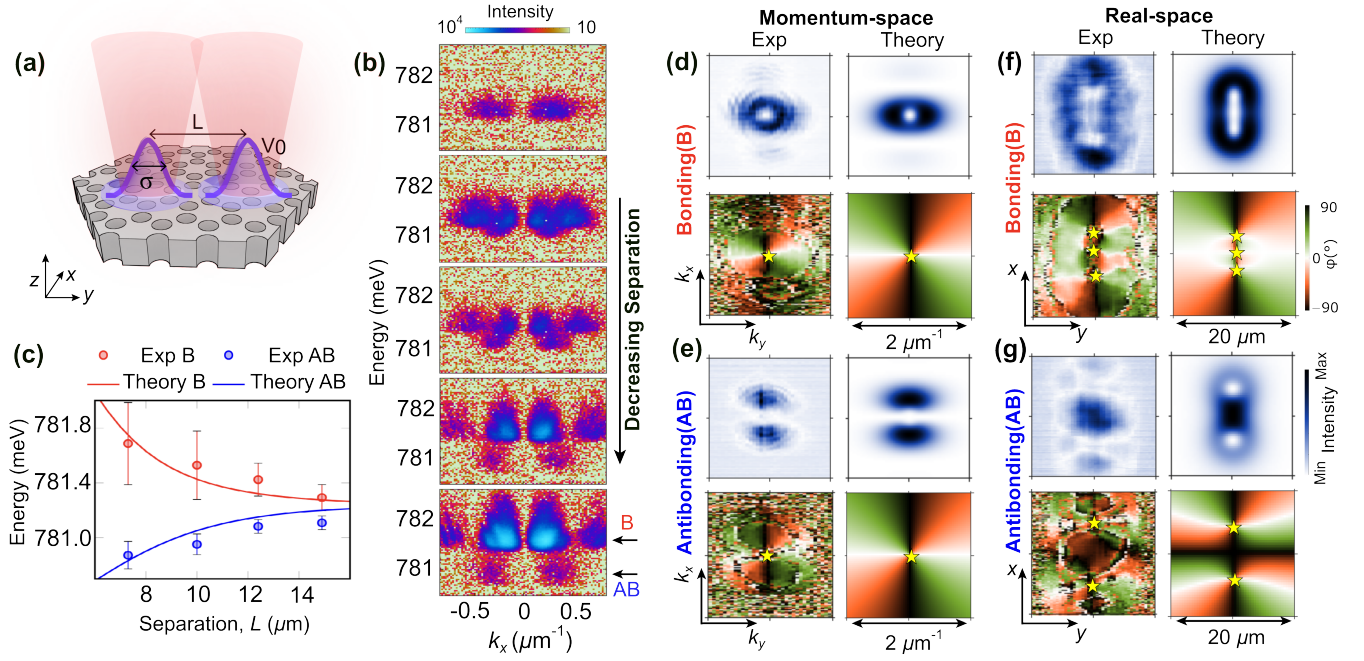 (a)
L
V0
σ
z
x
y
(b)
Intensity
10⁴
10
782
781
782
781
782
781
782
781
782
781
Energy (meV)
Decreasing Separation
B
AB
-0.5
0
0.5
kₓ (μm⁻¹)
(c)
Exp B
Exp AB
Theory B
Theory AB
781.8
781.4
781.0
Energy (meV)
8
10
12
14
Separation, L (μm)
Momentum-space
Real-space
(d)
Exp
Theory
(f)
Exp
Theory
Bonding(B)
Bonding(B)
kₓ
k_y
2 μm⁻¹
x
y
20 μm
90
0
−90
φ(°)
(e)
(g)
Antibonding(AB)
Antibonding(AB)
Max
Intensity
Min
kₓ
k_y
2 μm⁻¹
x
y
20 μm